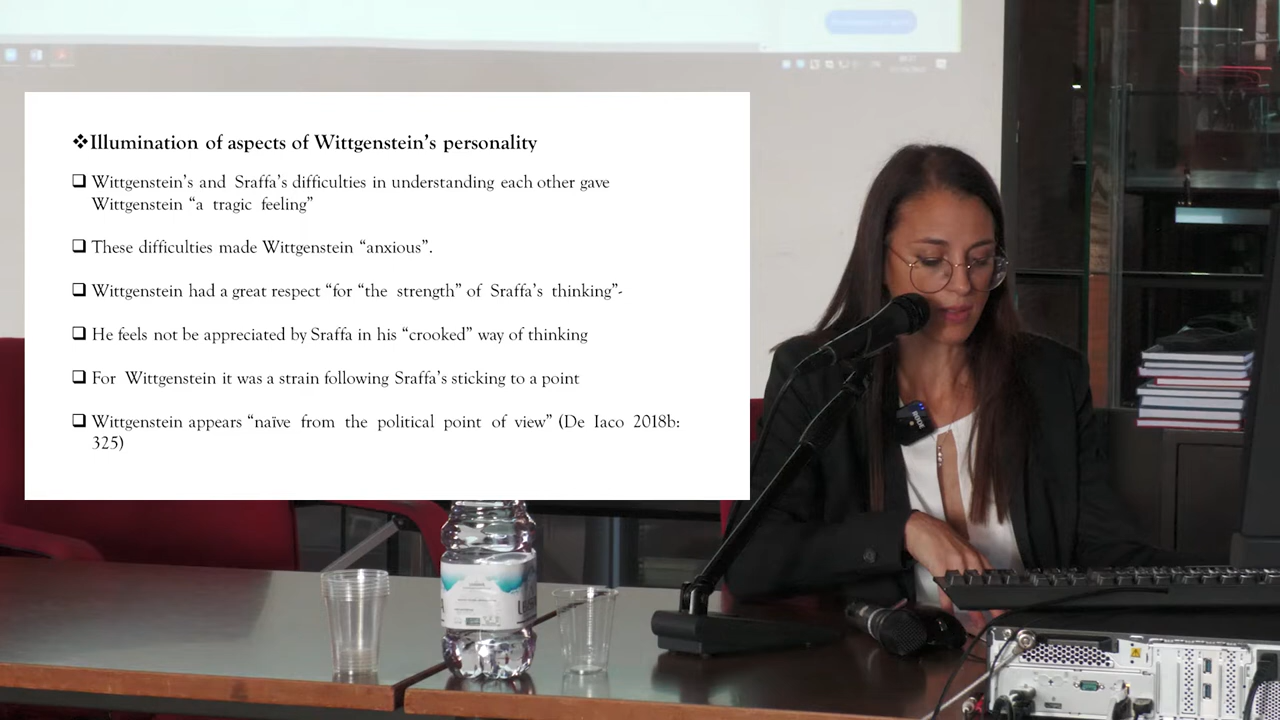 ❖Illumination of aspects of Wittgenstein's personality
❑ Wittgenstein's and Sraffa's difficulties in understanding each other gave
Wittgenstein “a tragic feeling”
❑ These difficulties made Wittgenstein “anxious”.
❑ Wittgenstein had a great respect “for “the strength” of Sraffa's thinking”-
❑ He feels not be appreciated by Sraffa in his “crooked” way of thinking
❑ For Wittgenstein it was a strain following Sraffa's sticking to a point
❑ Wittgenstein appears “naïve from the political point of view” (De Iaco 2018b:
325)